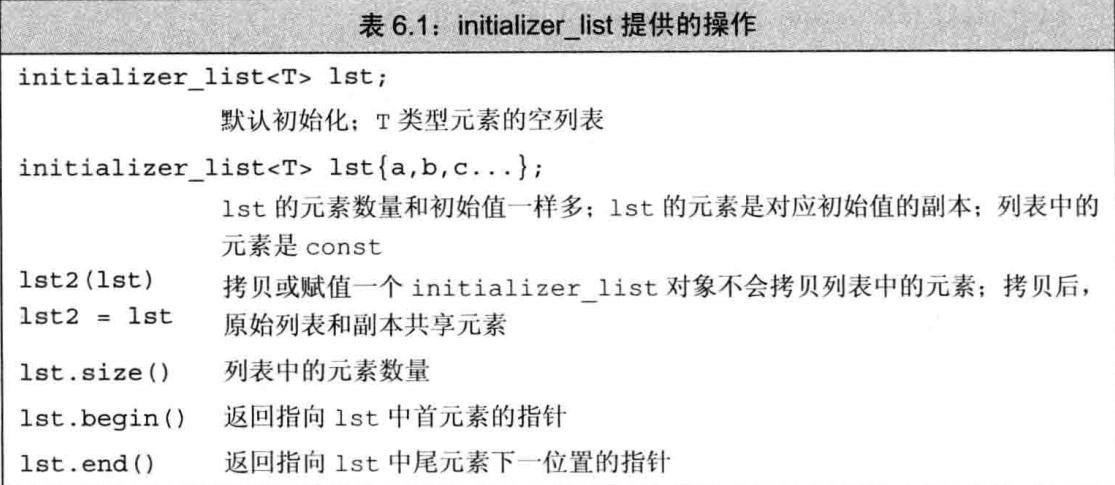 表 6.1：initializer_list 提供的操作
initializer_list<T> lst;
默认初始化；T 类型元素的空列表
initializer_list<T> lst{a,b,c...};
lst 的元素数量和初始值一样多；lst 的元素是对应初始值的副本；列表中的
元素是 const
lst2(lst) 拷贝或赋值一个 initializer_list 对象不会拷贝列表中的元素；拷贝后，
lst2 = lst 原始列表和副本共享元素
lst.size() 列表中的元素数量
lst.begin() 返回指向 lst 中首元素的指针
lst.end() 返回指向 lst 中尾元素下一位置的指针